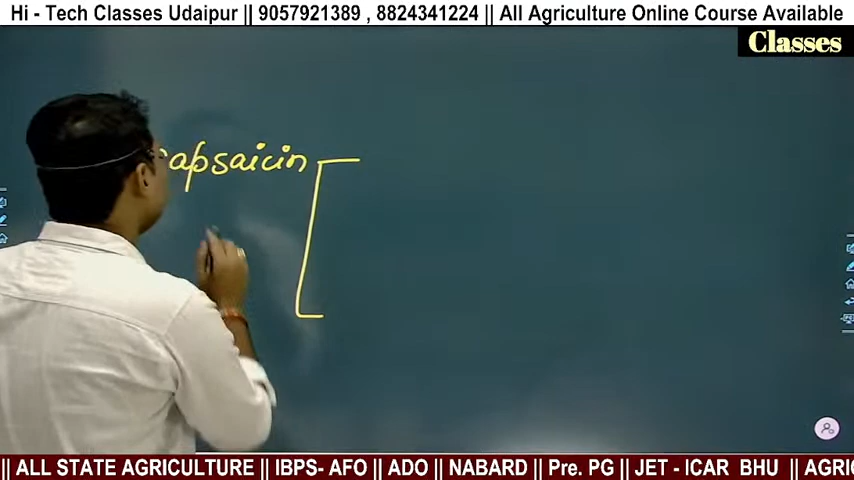 Hi - Tech Classes Udaipur || 9057921389 , 8824341224 || All Agriculture Online Course Available
Classes
apsaicin
|| ALL STATE AGRICULTURE || IBPS- AFO || ADO || NABARD || Pre. PG || JET - ICAR BHU || AGRIC